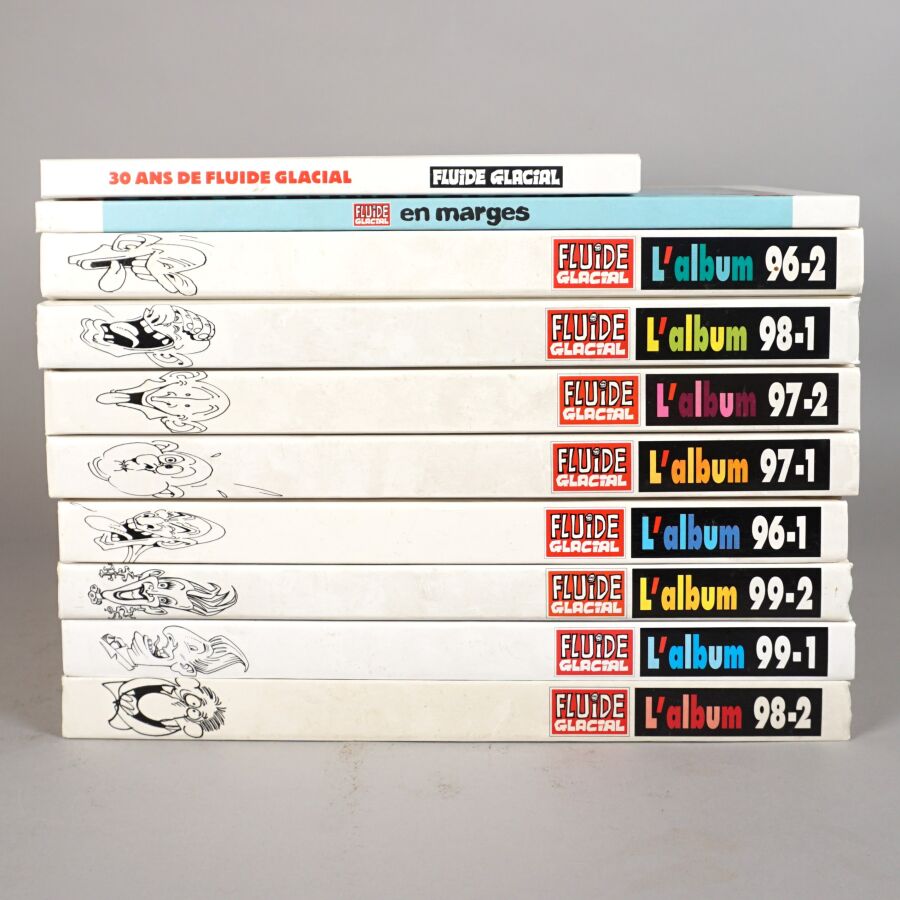 30 ANS DE FLUIDE GLACIAL FLUIDE GLACIAL
FLUIDE GLACIAL en marges
FLUIDE GLACIAL L'album 96-2
FLUIDE GLACIAL L'album 98-1
FLUIDE GLACIAL L'album 97-2
FLUIDE GLACIAL L'album 97-1
FLUIDE GLACIAL L'album 96-1
FLUIDE GLACIAL L'album 99-2
FLUIDE GLACIAL L'album 99-1
FLUIDE GLACIAL L'album 98-2